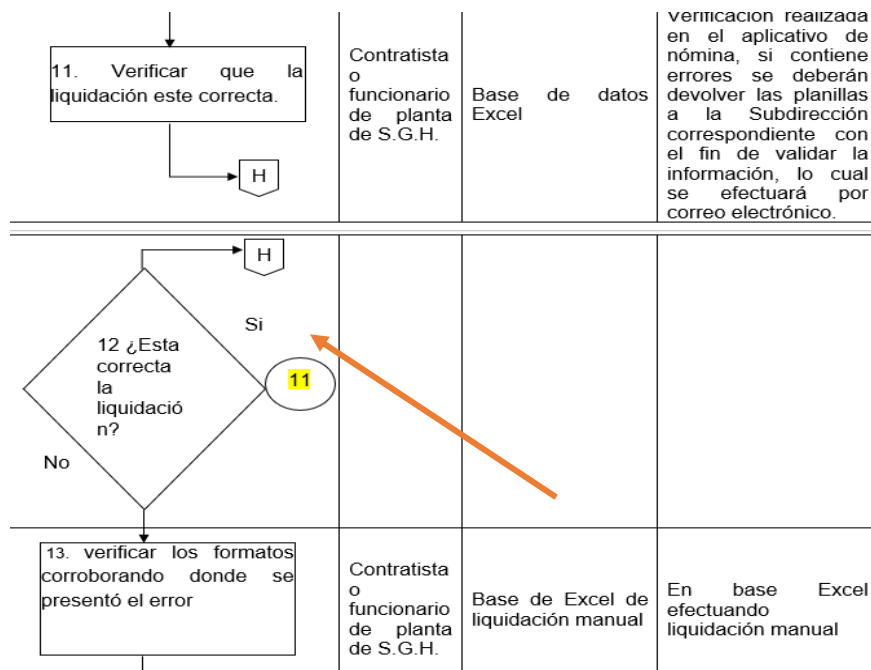 11. Verificar que la
liquidación este correcta.
H
Contratista
o
funcionario
de planta
de S.G.H.
Base de datos
Excel
Verificación realizada
en el aplicativo de
nómina, si contiene
errores se deberán
devolver las planillas
a la Subdirección
correspondiente con
el fin de validar la
información, lo cual
se efectuará por
correo electrónico.
H
Si
12 ¿Esta
correcta
la
liquidació
n?
11
No
13. verificar los formatos
corroborando donde se
presentó el error
Contratista
o
funcionario
de planta
de S.G.H.
Base de Excel de
liquidación manual
En base Excel
efectuando
liquidación manual